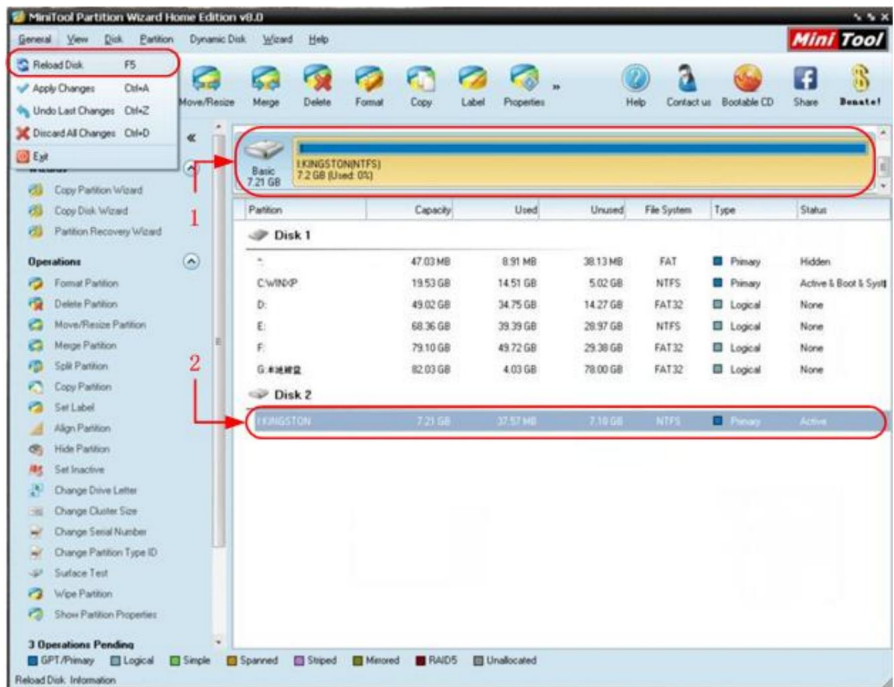 MiniTool Partition Wizard Home Edition v8.0
General View Disk Partition Dynamic Disk Wizard Help
Mini Tool
Reload Disk F5
Apply Changes Ctrl+A
Undo Last Changes Ctrl+Z
Discard All Changes Ctrl+D
Exit
Move/Resize Merge Delete Format Copy Label Properties » Help Contact us Bootable CD Share Donate!
«
Basic
7.21 GB
I:KINGSTON(NTFS)
7.2 GB (Used: 0%)
1
Copy Partition Wizard
Copy Disk Wizard
Partition Recovery Wizard
Operations
Format Partition
Delete Partition
Move/Resize Partition
Merge Partition
Split Partition
Copy Partition
Set Label
Align Partition
Hide Partition
Set Inactive
Change Drive Letter
Change Cluster Size
Change Serial Number
Change Partition Type ID
Surface Test
Wipe Partition
Show Partition Properties
3 Operations Pending
2
Partition Capacity Used Unused File System Type Status
Disk 1
*: 47.03 MB 8.91 MB 38.13 MB FAT Primary Hidden
C:WINXP 19.53 GB 14.51 GB 5.02 GB NTFS Primary Active & Boot & Syst
D: 49.02 GB 34.75 GB 14.27 GB FAT32 Logical None
E: 68.36 GB 39.39 GB 28.97 GB NTFS Logical None
F: 79.10 GB 49.72 GB 29.38 GB FAT32 Logical None
G: 82.03 GB 4.03 GB 78.00 GB FAT32 Logical None
Disk 2
I:KINGSTON 7.21 GB 37.57 MB 7.18 GB NTFS Primary Active
GPT/Primary Logical Simple Spanned Striped Mirrored RAID5 Unallocated
Reload Disk Information